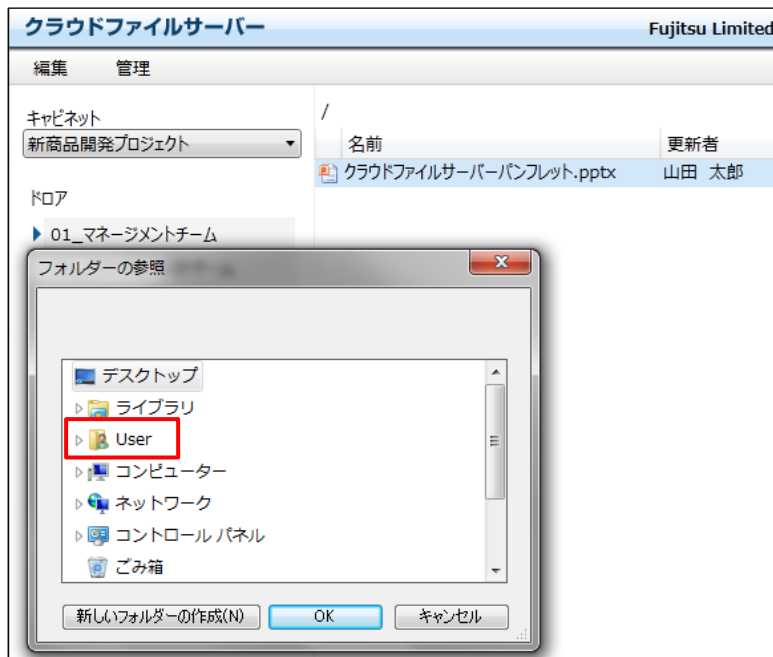 クラウドファイルサーバー
Fujitsu Limited
編集 管理
キャビネット
新商品開発プロジェクト
/
名前 更新者
クラウドファイルサーバーパンフレット.pptx 山田 太郎
ドロア
01_マネージメントチーム
フォルダーの参照
デスクトップ
ライブラリ
User
コンピューター
ネットワーク
コントロール パネル
ごみ箱
新しいフォルダーの作成(N) OK キャンセル